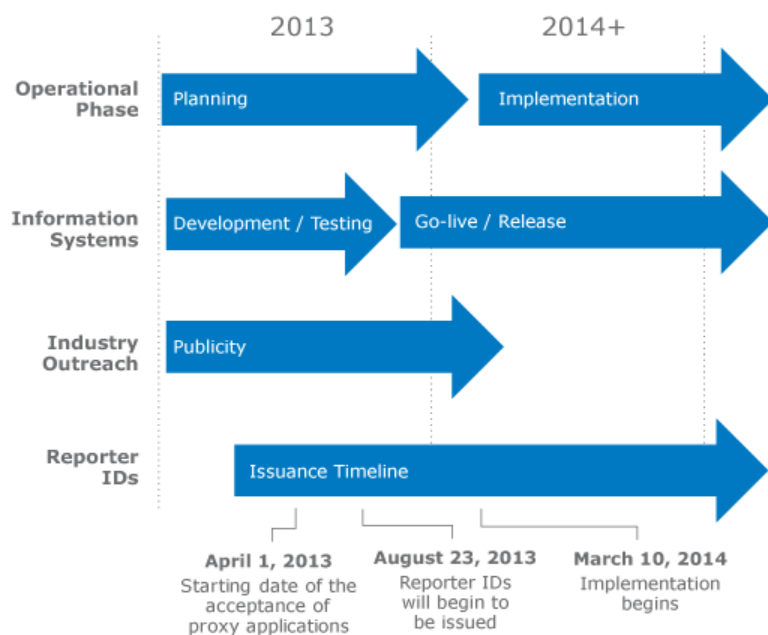 2013
2014+
Operational
Phase
Planning
Implementation
Information
Systems
Development / Testing
Go-live / Release
Industry
Outreach
Publicity
Reporter
IDs
Issuance Timeline
April 1, 2013
Starting date of the
acceptance of
proxy applications
August 23, 2013
Reporter IDs
will begin to
be issued
March 10, 2014
Implementation
begins